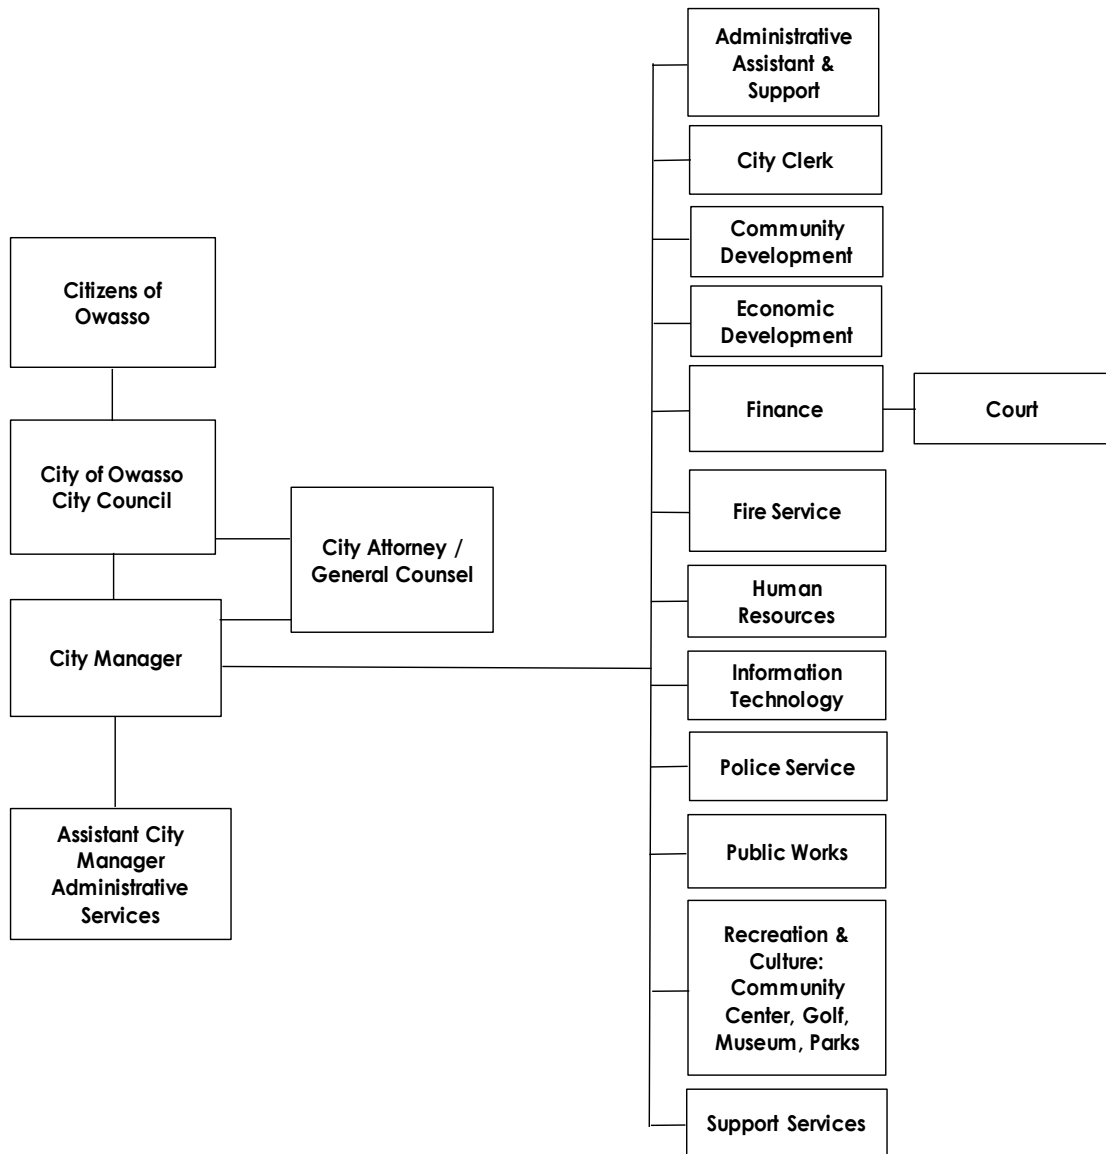 Citizens of
Owasso
City of Owasso
City Council
City Attorney /
General Counsel
City Manager
Assistant City
Manager
Administrative
Services
Administrative
Assistant &
Support
City Clerk
Community
Development
Economic
Development
Finance
Court
Fire Service
Human
Resources
Information
Technology
Police Service
Public Works
Recreation &
Culture:
Community
Center, Golf,
Museum, Parks
Support Services